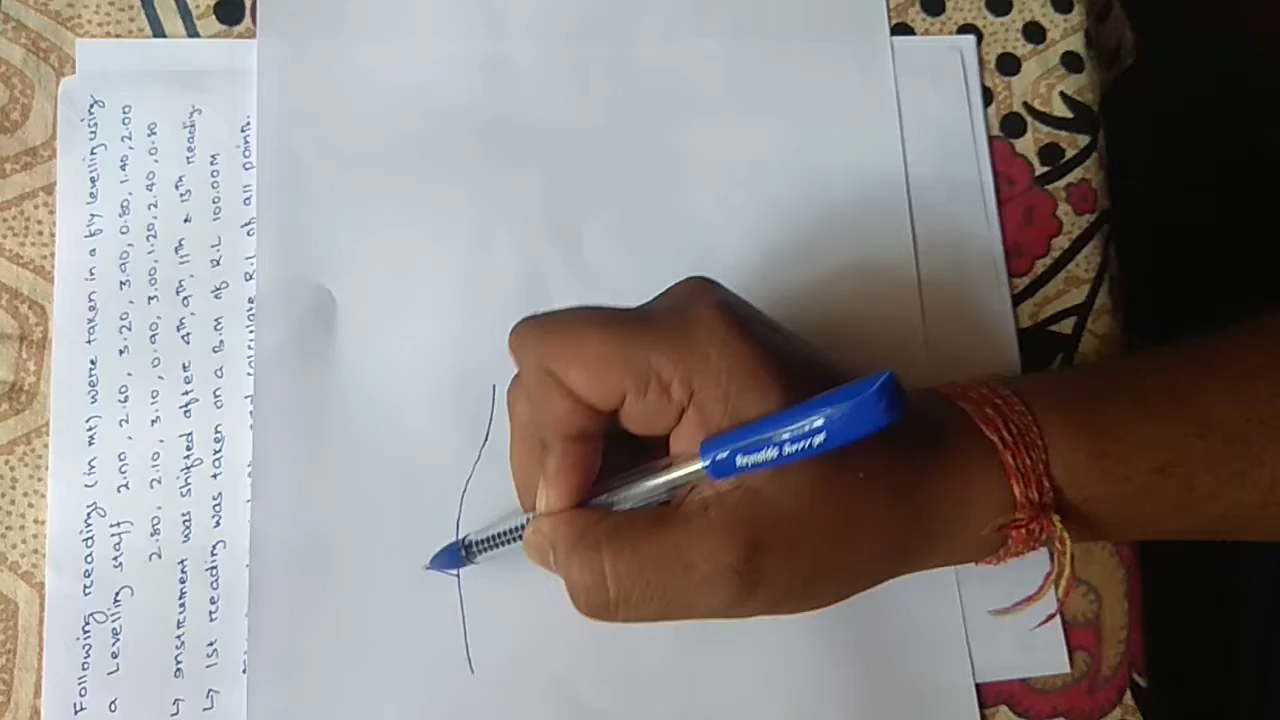 Following readings (in mt) were taken in a fly levelling using
a Levelling staff 2.00, 2.60, 3.20, 3.90, 0.80, 1.40, 2.00
2.80, 2.10, 3.10, 0.90, 3.00, 1.20, 2.40, 0.80
↳ Instrument was shifted after 4th, 9th, 11th & 13th reading.
↳ 1st reading was taken on a B.M of R.L 100.00M
and calculate R.L of all points.